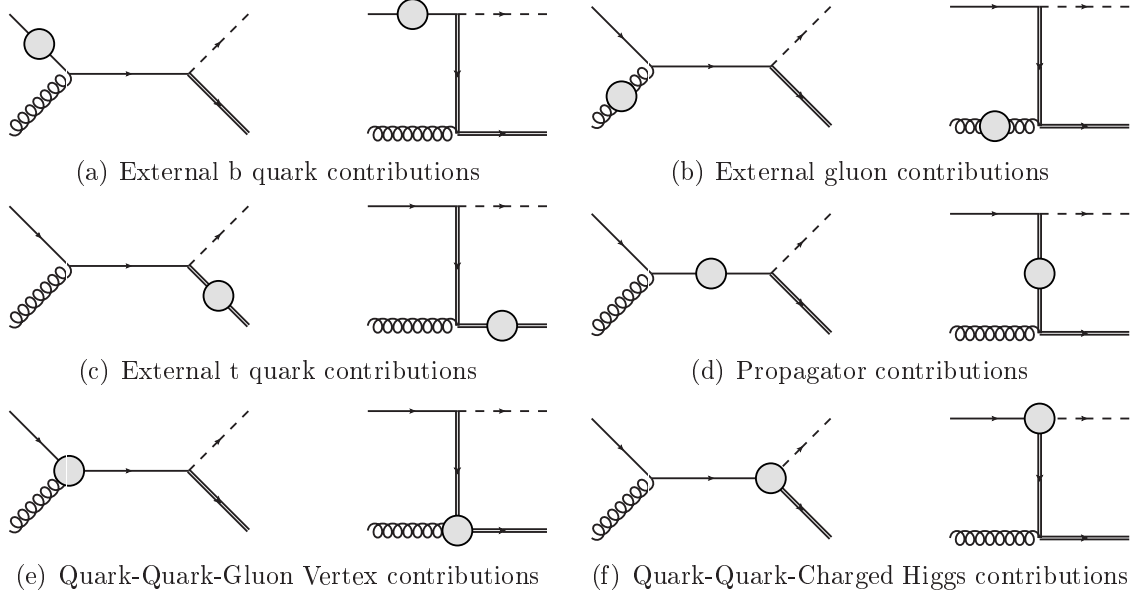 (a) External b quark contributions
(b) External gluon contributions
(c) External t quark contributions
(d) Propagator contributions
(e) Quark-Quark-Gluon Vertex contributions
(f) Quark-Quark-Charged Higgs contributions